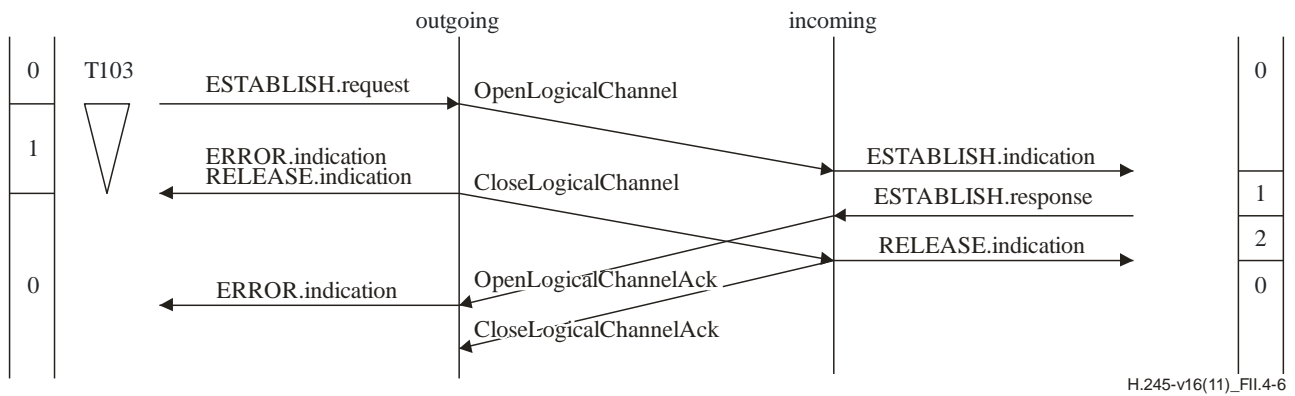 outgoing incoming
0 T103 0
ESTABLISH.request OpenLogicalChannel
1
ERROR.indication ESTABLISH.indication
RELEASE.indication CloseLogicalChannel
ESTABLISH.response 1
RELEASE.indication 2
0 ERROR.indication OpenLogicalChannelAck 0
CloseLogicalChannelAck
H.245-v16(11)_FII.4-6